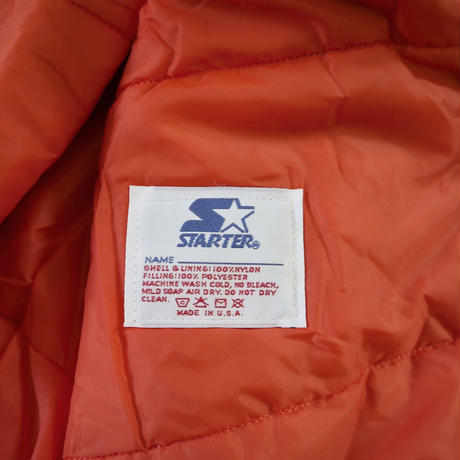 STARTER®
NAME
SHELL & LINING:100% NYLON
FILLING:100% POLYESTER
MACHINE WASH COLD, NO BLEACH,
MILD SOAP AIR DRY. DO NOT DRY
CLEAN.
MADE IN U.S.A.